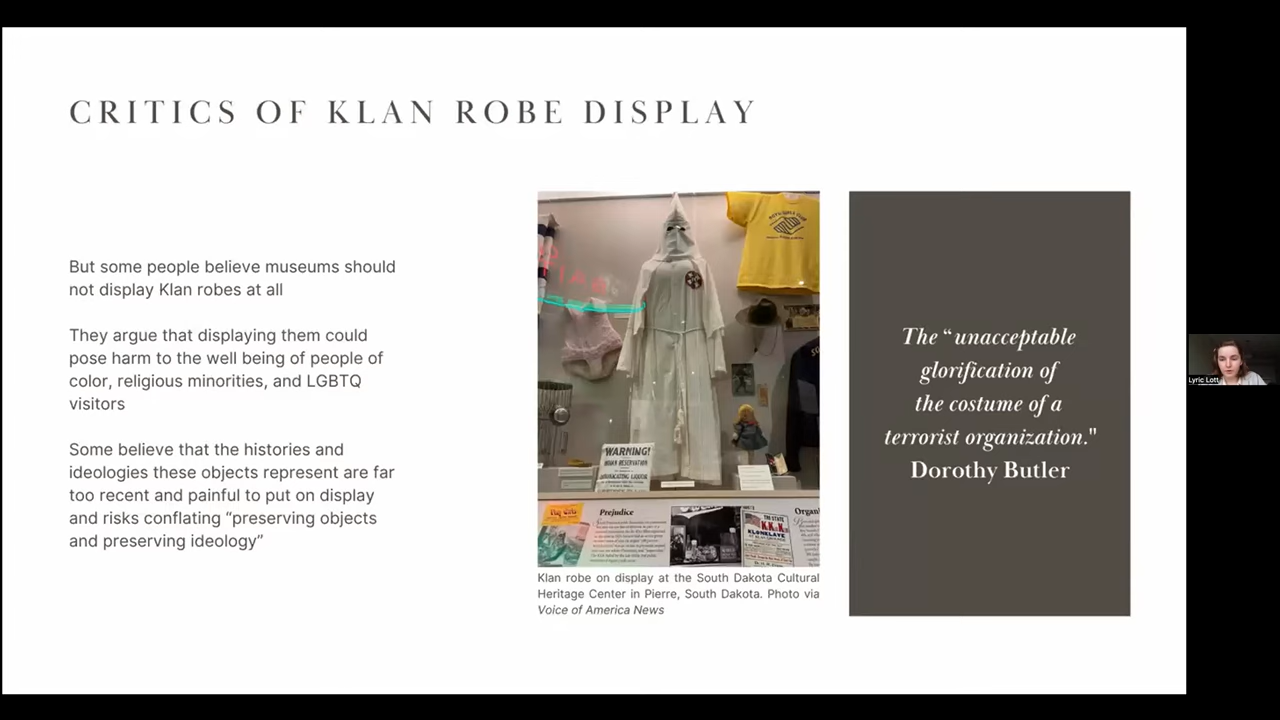 CRITICS OF KLAN ROBE DISPLAY
But some people believe museums should
not display Klan robes at all
They argue that displaying them could
pose harm to the well being of people of
color, religious minorities, and LGBTQ
visitors
Some believe that the histories and
ideologies these objects represent are far
too recent and painful to put on display
and risks conflating “preserving objects
and preserving ideology”
WARNING!
Prejudice
THE STATE
KLONKLAVE
Klan robe on display at the South Dakota Cultural
Heritage Center in Pierre, South Dakota. Photo via
Voice of America News
The “unacceptable
glorification of
the costume of a
terrorist organization."
Dorothy Butler
Lyric Lott